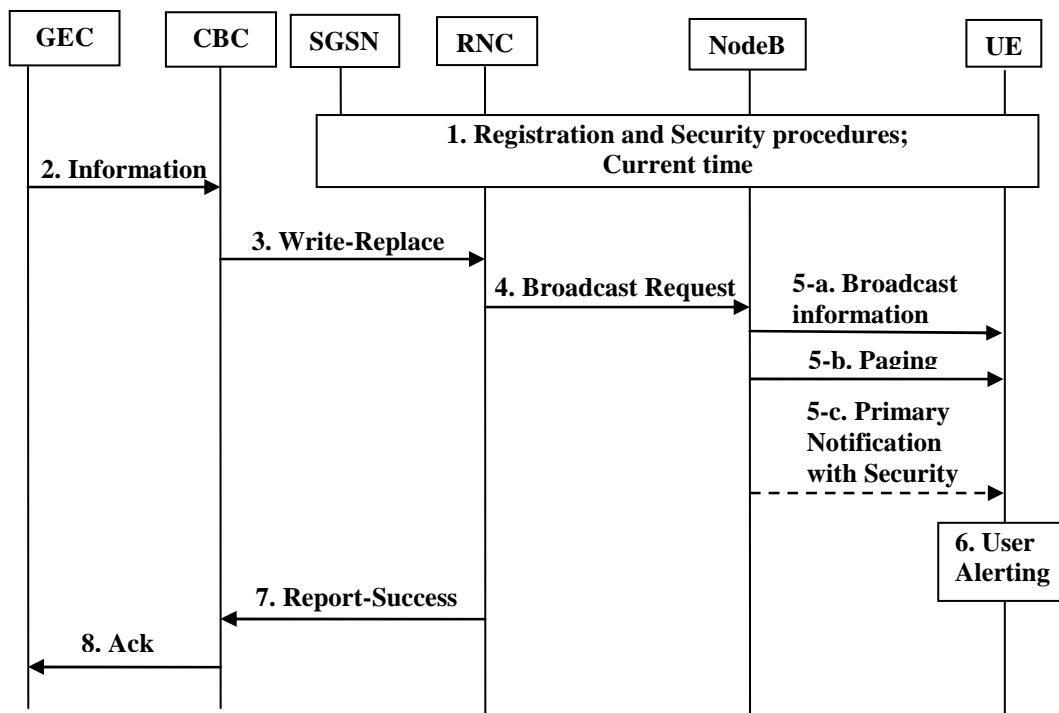 GEC
CBC
SGSN
RNC
NodeB
UE
1. Registration and Security procedures;
Current time
2. Information
3. Write-Replace
4. Broadcast Request
5-a. Broadcast
information
5-b. Paging
5-c. Primary
Notification
with Security
6. User
Alerting
7. Report-Success
8. Ack